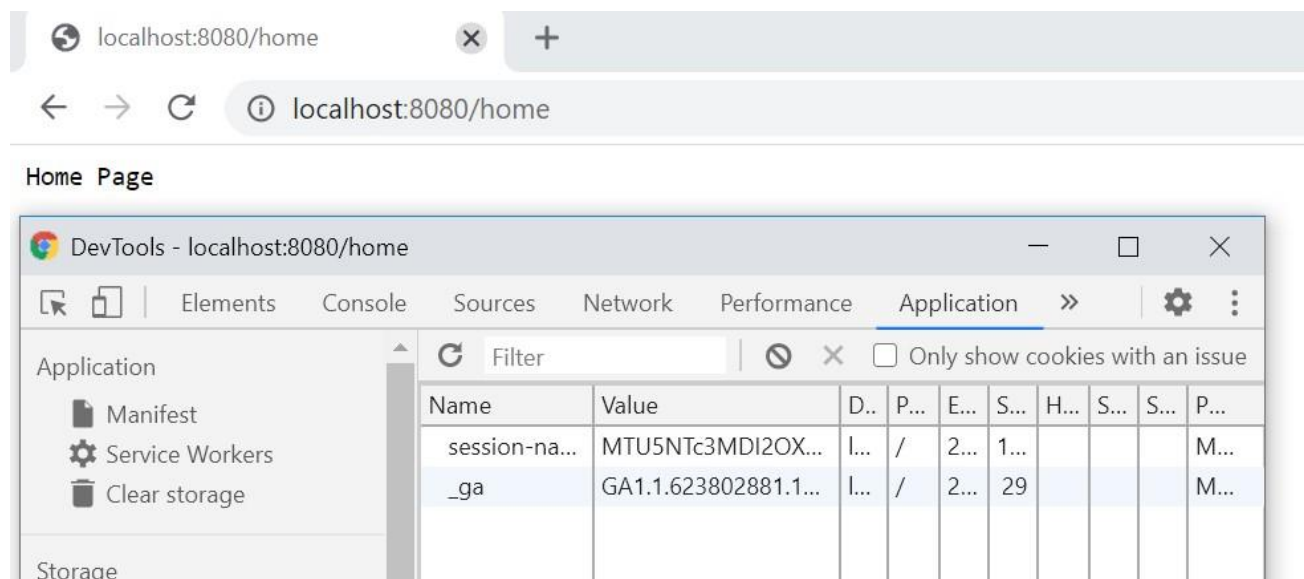 localhost:8080/home
localhost:8080/home
Home Page
DevTools - localhost:8080/home
Elements Console Sources Network Performance Application »
Application
Filter Only show cookies with an issue
Name Value D.. P... E... S... H... S... S... P...
Manifest
session-na... MTU5NTc3MDI2OX... l... / 2... 1... M...
Service Workers
_ga GA1.1.623802881.1... l... / 2... 29 M...
Clear storage
Storage